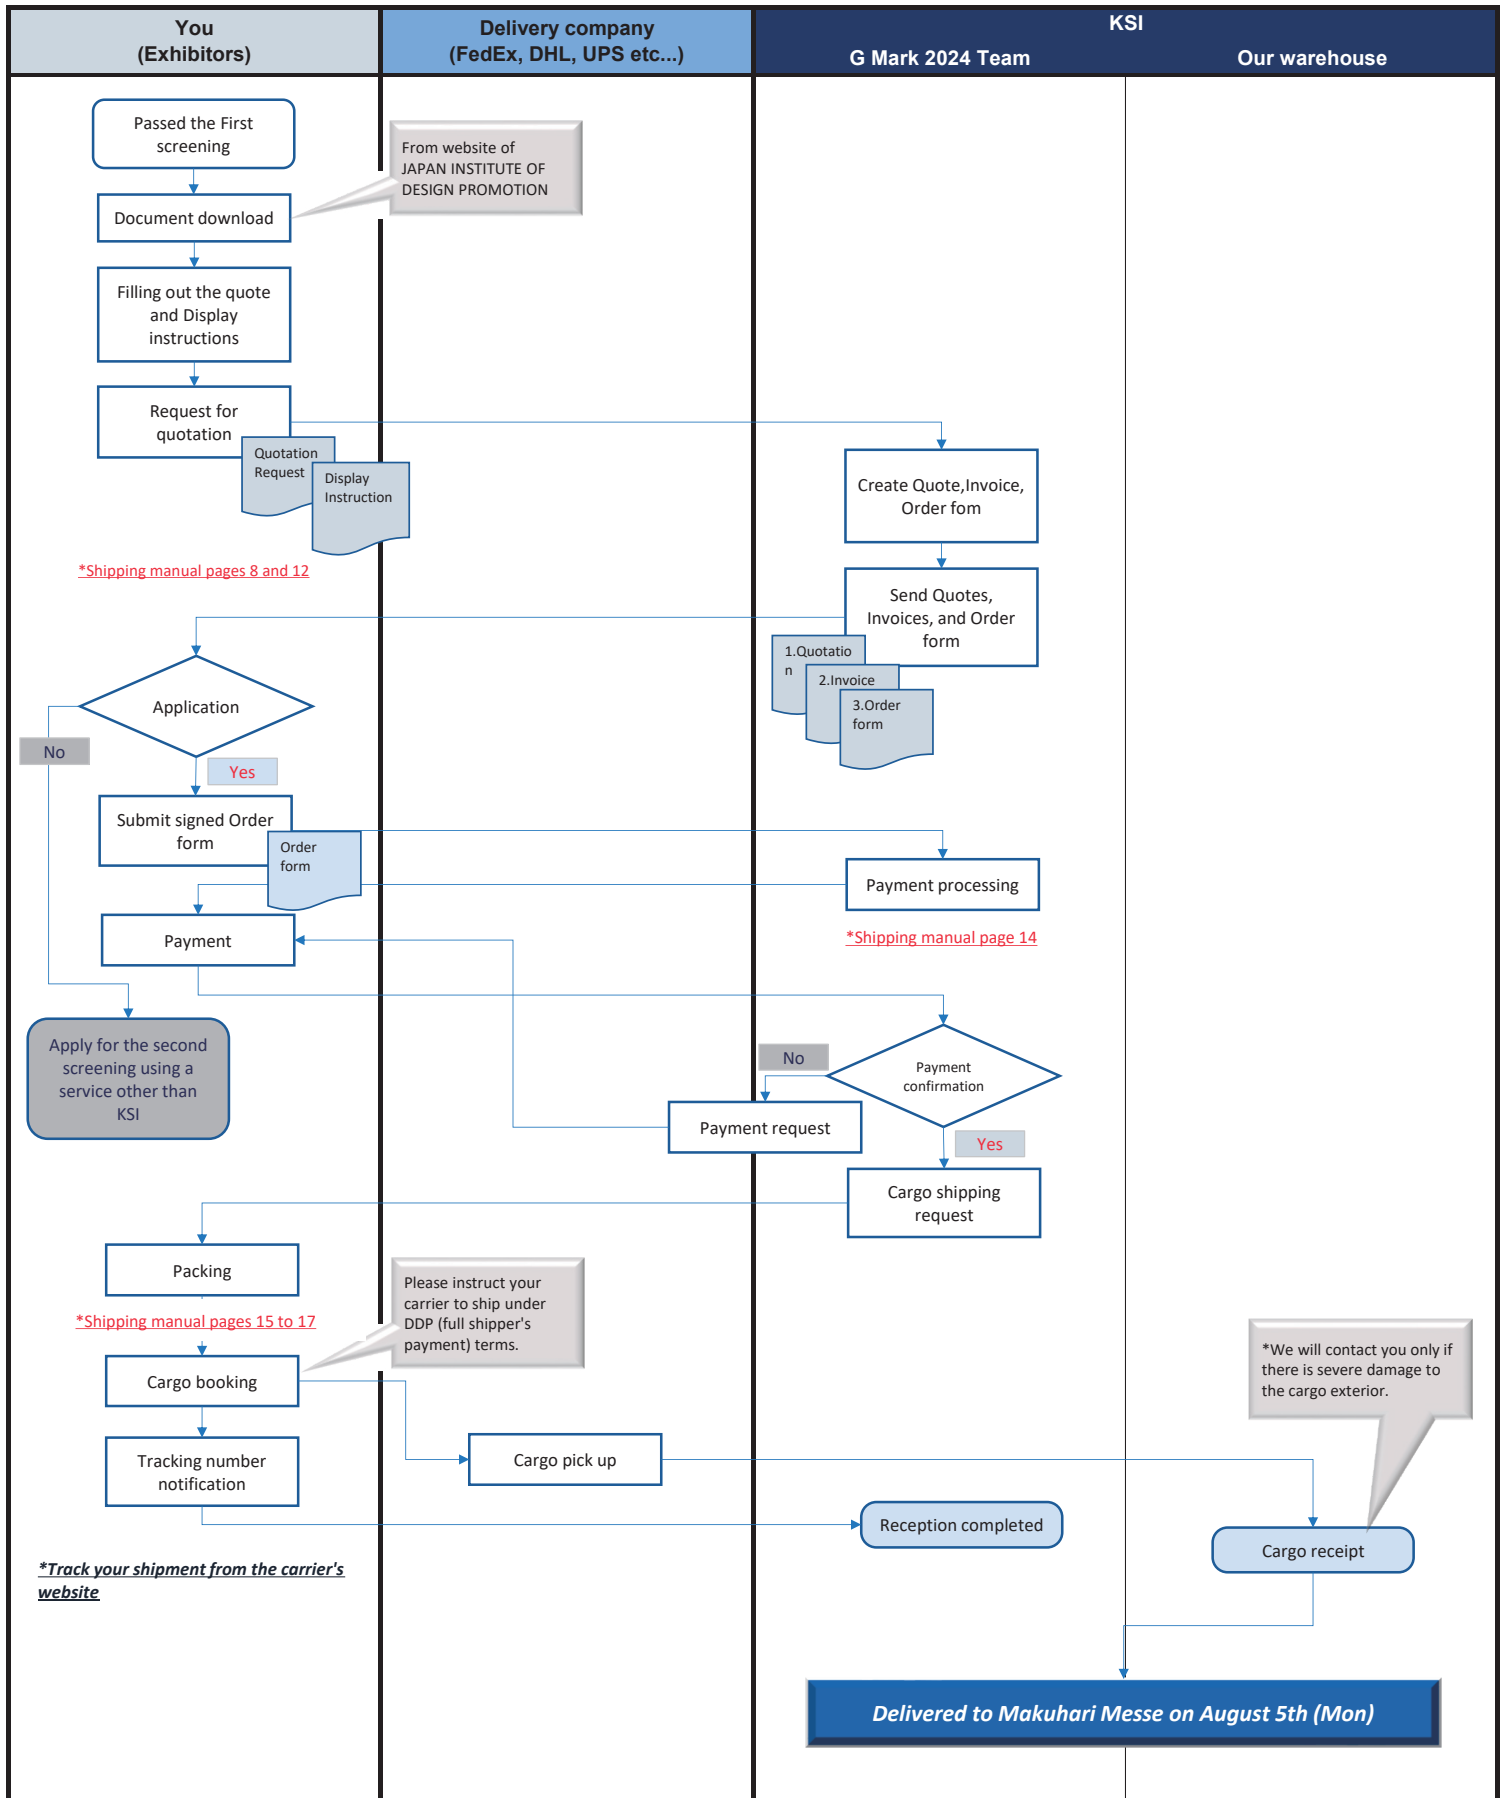 You
(Exhibitors)
Delivery company
(FedEx, DHL, UPS etc...)
KSI
G Mark 2024 Team
Our warehouse
Passed the First
screening
From website of
JAPAN INSTITUTE OF
DESIGN PROMOTION
Document download
Filling out the quote
and Display
instructions
Request for
quotation
Quotation
Request
Display
Instruction
Create Quote,Invoice,
Order fom
*Shipping manual pages 8 and 12
Send Quotes,
Invoices, and Order
form
1.Quotatio
n
2.Invoice
3.Order
form
Application
No
Yes
Submit signed Order
form
Order
form
Payment processing
*Shipping manual page 14
Payment
Apply for the second
screening using a
service other than
KSI
No
Payment
confirmation
Payment request
Yes
Cargo shipping
request
Packing
*Shipping manual pages 15 to 17
Please instruct your
carrier to ship under
DDP (full shipper's
payment) terms.
Cargo booking
*We will contact you only if
there is severe damage to
the cargo exterior.
Tracking number
notification
Cargo pick up
Reception completed
Cargo receipt
*Track your shipment from the carrier's
website
Delivered to Makuhari Messe on August 5th (Mon)